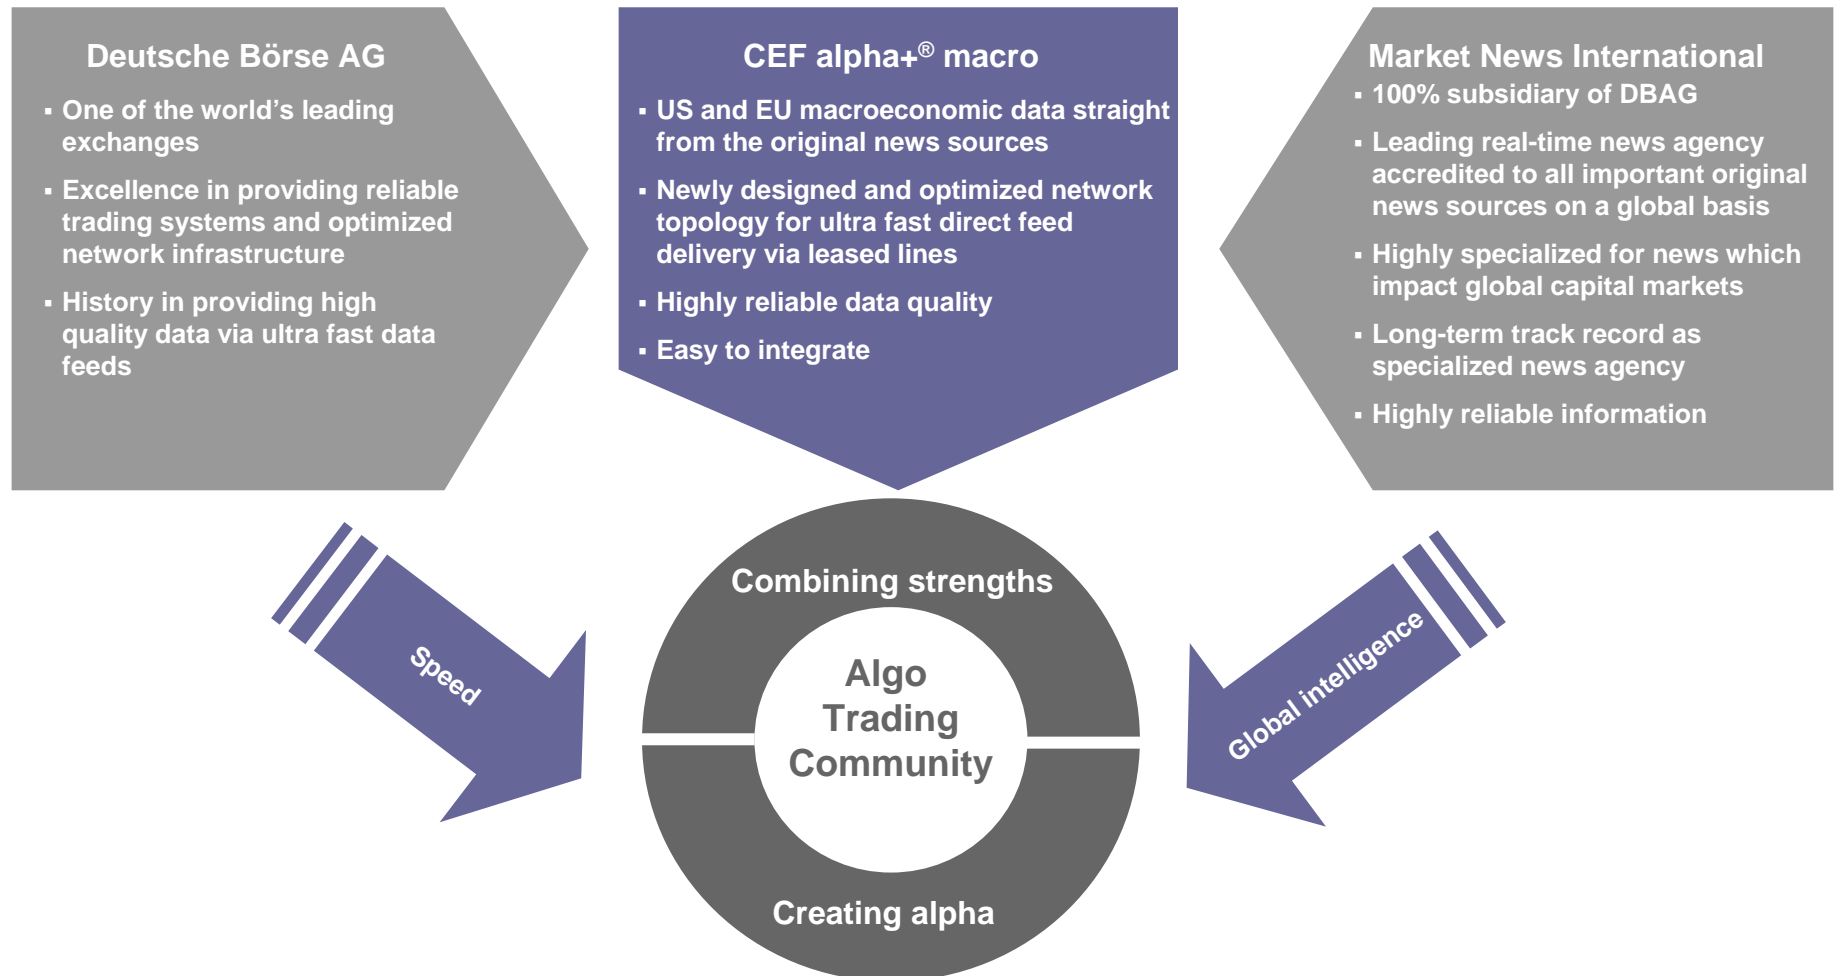 Deutsche Börse AG
▪ One of the world's leading
exchanges
▪ Excellence in providing reliable
trading systems and optimized
network infrastructure
▪ History in providing high
quality data via ultra fast data
feeds
CEF alpha+® macro
▪ US and EU macroeconomic data straight
from the original news sources
▪ Newly designed and optimized network
topology for ultra fast direct feed
delivery via leased lines
▪ Highly reliable data quality
▪ Easy to integrate
Market News International
▪ 100% subsidiary of DBAG
▪ Leading real-time news agency
accredited to all important original
news sources on a global basis
▪ Highly specialized for news which
impact global capital markets
▪ Long-term track record as
specialized news agency
▪ Highly reliable information
Speed
Combining strengths
Algo
Trading
Community
Creating alpha
Global intelligence